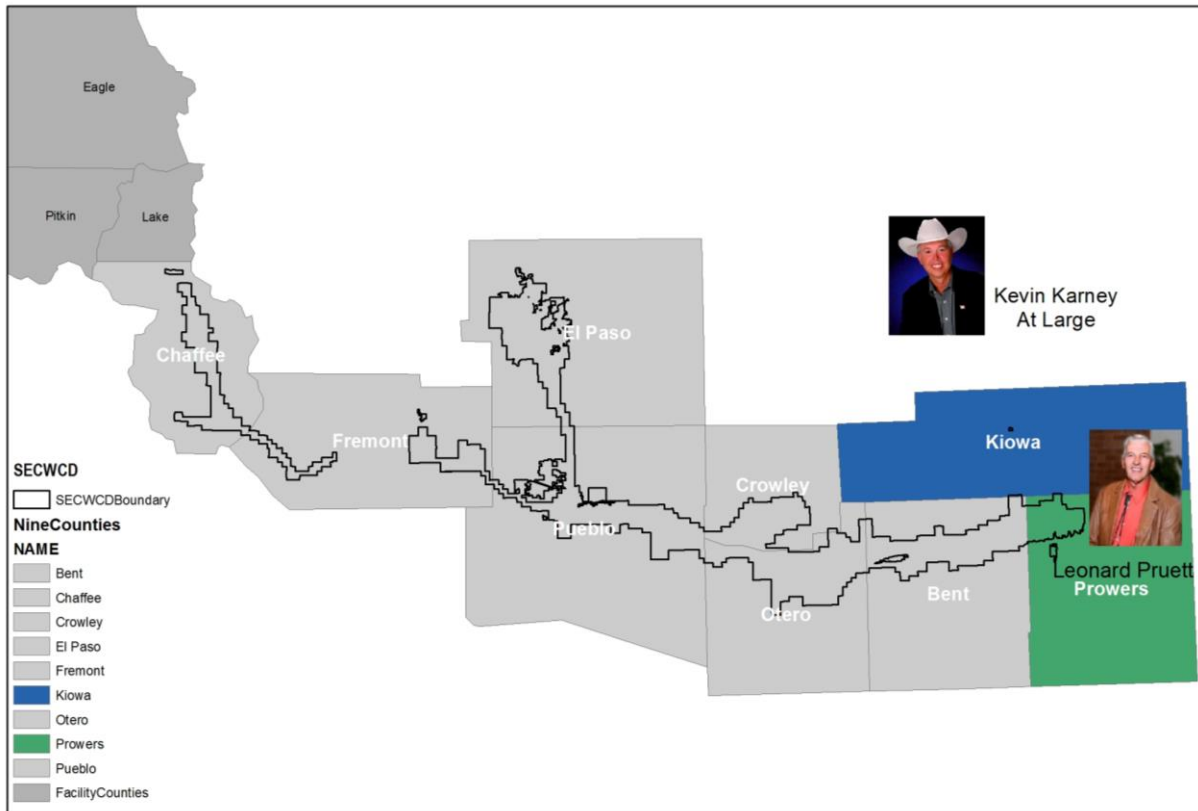 Eagle
Pitkin
Lake
Kevin Karney
At Large
El Paso
Chaffee
Fremont
Kiowa
Crowley
Pueblo
Leonard Pruett
Prowers
Bent
Otero
SECWCD
SECWCDBoundary
NineCounties
NAME
Bent
Chaffee
Crowley
El Paso
Fremont
Kiowa
Otero
Prowers
Pueblo
FacilityCounties